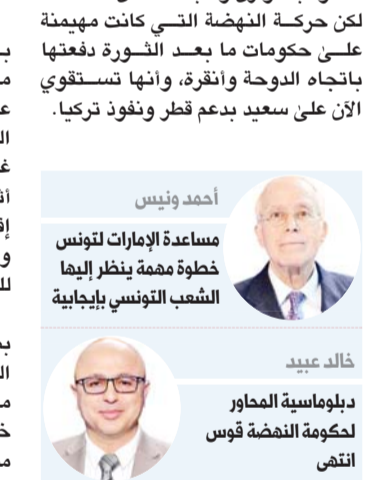 لكن حركة النهضة التي كانت مهيمنة
على حكومات ما بعد الثورة دفعتها
باتجاه الدوحة وأنقرة، وأنها تستقوي
الآن على سعيد بدعم قطر ونفوذ تركيا.
أحمد ونيس
مساعدة الإمارات لتونس
خطوة مهمة ينظر إليها
الشعب التونسي بإيجابية
خالد عبيد
دبلوماسية المحاور
لحكومة النهضة قوس
انتهى